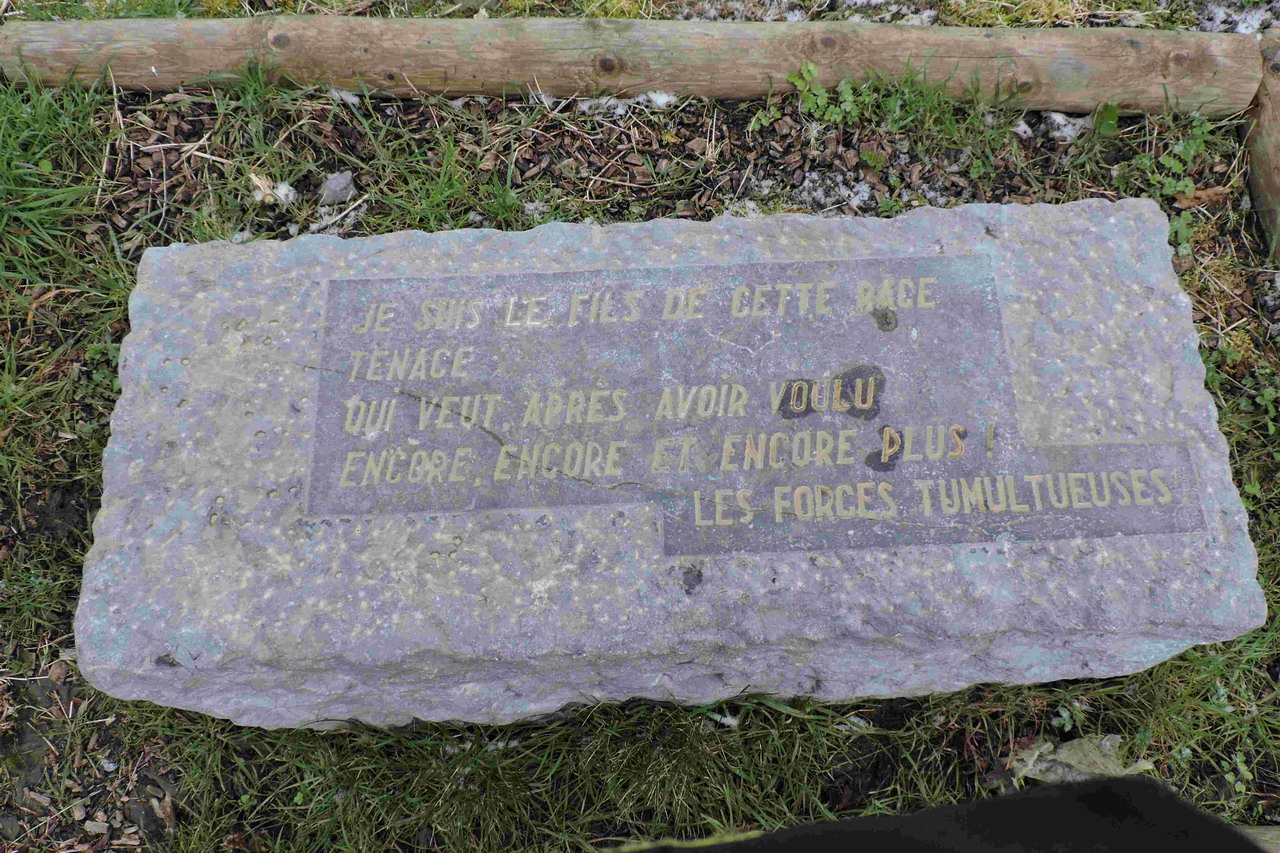 JE SUIS LE FILS DE CETTE RACE
TENACE
QUI VEUT, APRÈS AVOIR VOULU
ENCORE, ENCORE ET ENCORE PLUS !
LES FORCES TUMULTUEUSES